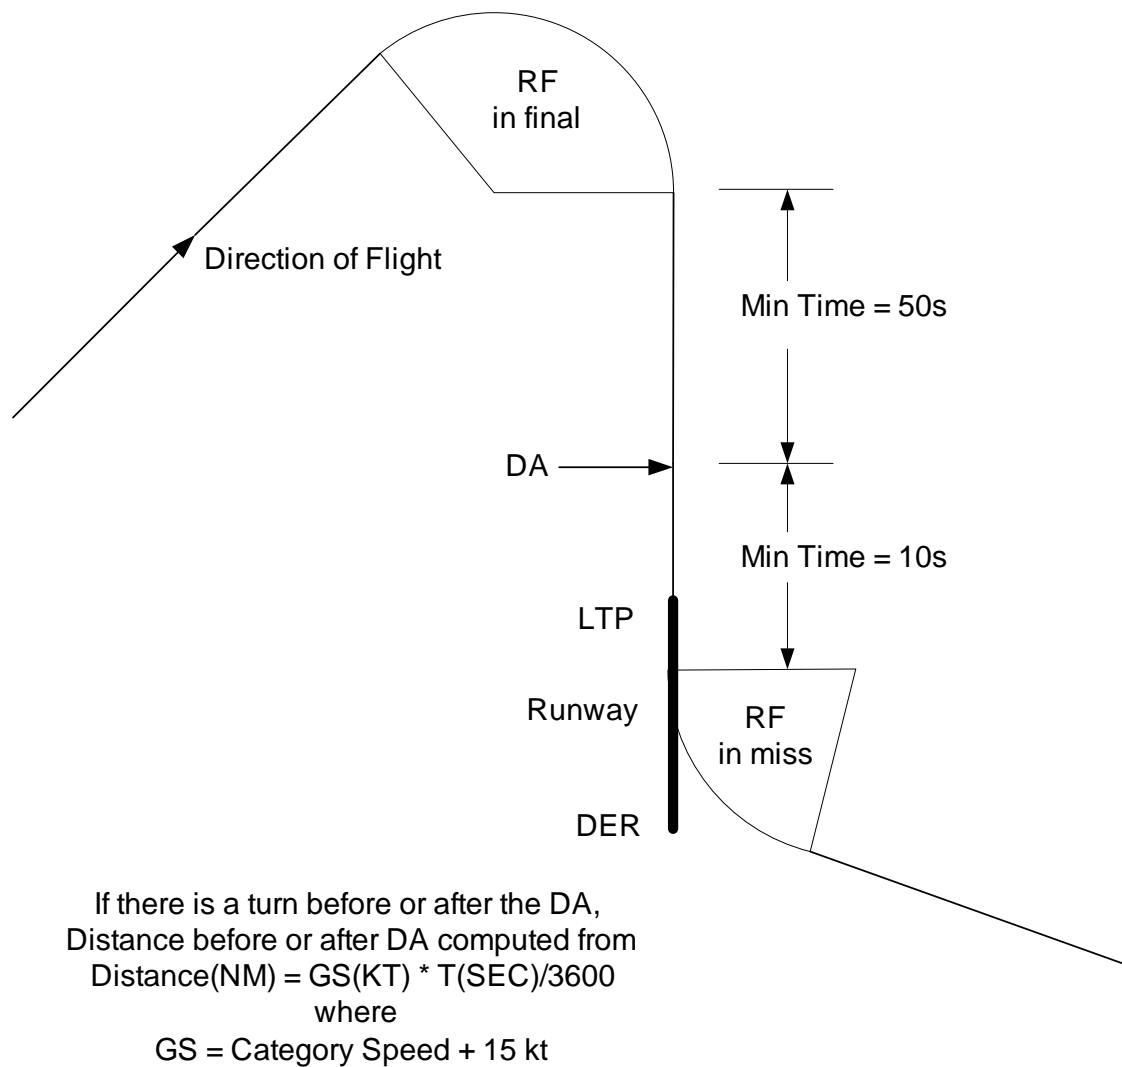 RF
in final
Direction of Flight
Min Time = 50s
DA
Min Time = 10s
LTP
Runway
RF
in miss
DER
If there is a turn before or after the DA,
Distance before or after DA computed from
Distance(NM) = GS(KT) * T(SEC)/3600
where
GS = Category Speed + 15 kt